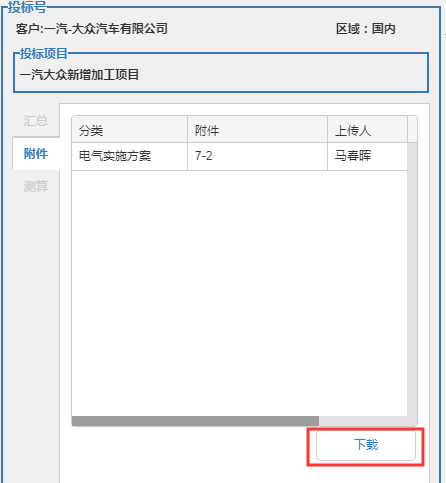 投标号
客户:一汽-大众汽车有限公司 区域：国内
投标项目
一汽大众新增加工项目
汇总
附件
测算
分类 附件 上传人
电气实施方案 7-2 马春晖
下载